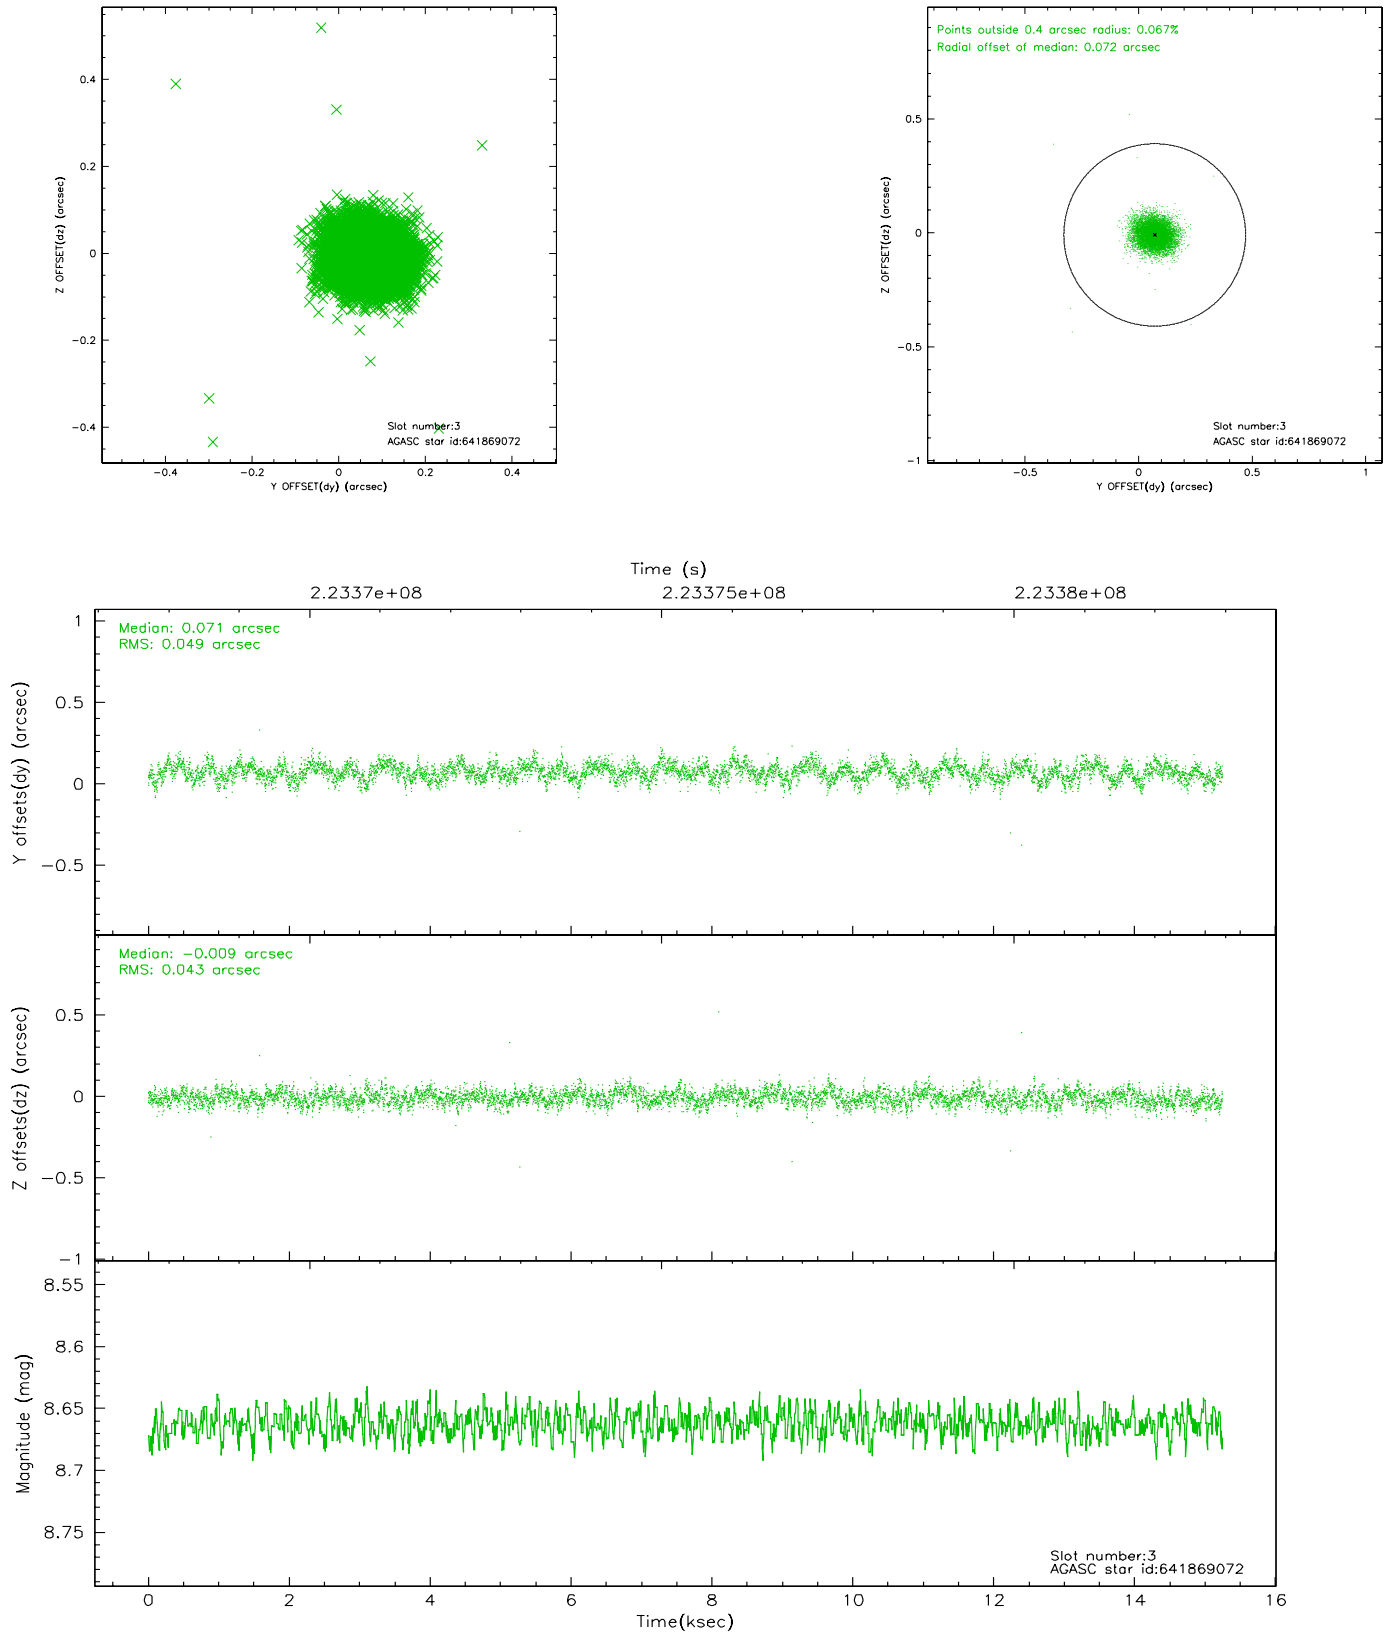 0.4
0.2
0
−0.2
−0.4
Z OFFSET(dz) (arcsec)
Slot number:3
AGASC star id:641869072
−0.4
−0.2
0
0.2
0.4
Y OFFSET(dy) (arcsec)
Points outside 0.4 arcsec radius: 0.067%
Radial offset of median: 0.072 arcsec
0.5
0
−0.5
−1
Z OFFSET(dz) (arcsec)
Slot number:3
AGASC star id:641869072
−0.5
0
0.5
1
Y OFFSET(dy) (arcsec)
Time (s)
2.2337e+08
2.23375e+08
2.2338e+08
Median: 0.071 arcsec
RMS: 0.049 arcsec
1
0.5
0
−0.5
Y offsets(dy) (arcsec)
Median: −0.009 arcsec
RMS: 0.043 arcsec
0.5
0
−0.5
−1
Z offsets(dz) (arcsec)
8.55
8.6
8.65
8.7
8.75
Magnitude (mag)
Slot number:3
AGASC star id:641869072
0
2
4
6
8
10
12
14
16
Time(ksec)